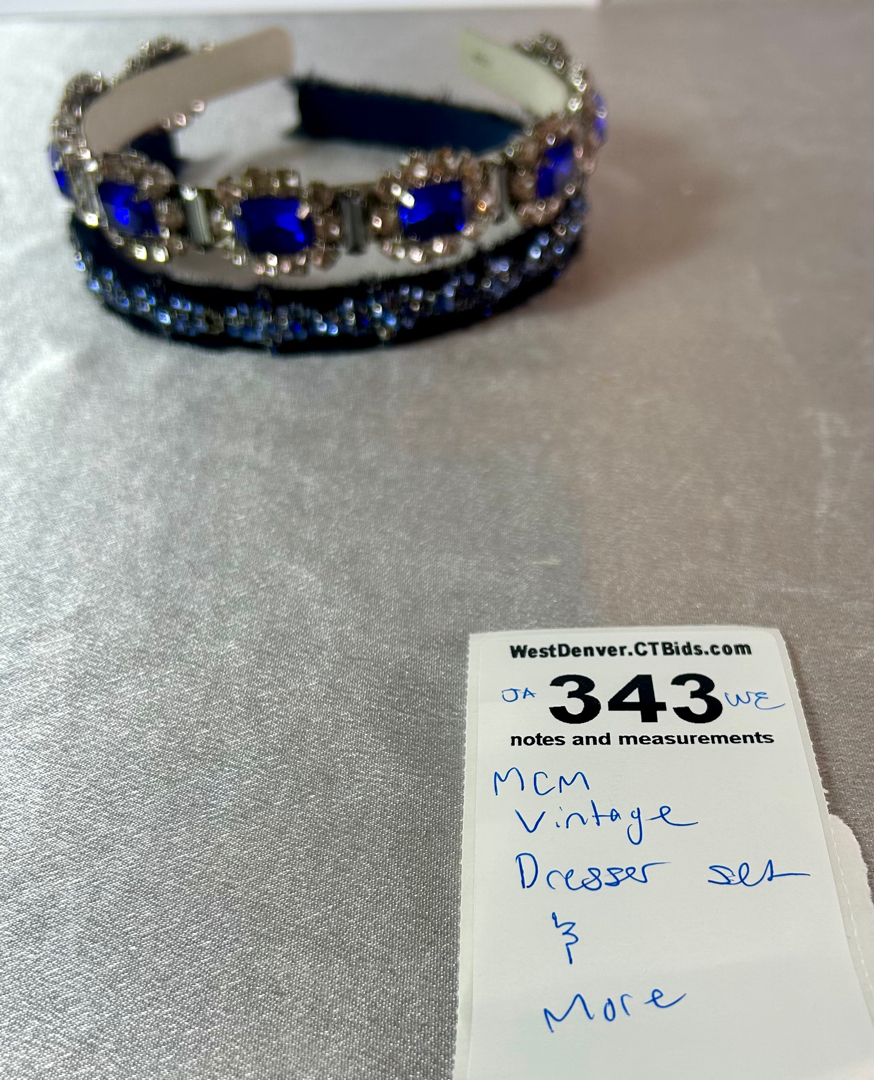 WestDenver.CTBids.com
JA 343 WE
notes and measurements
MCM
Vintage
Dresser set
&
More